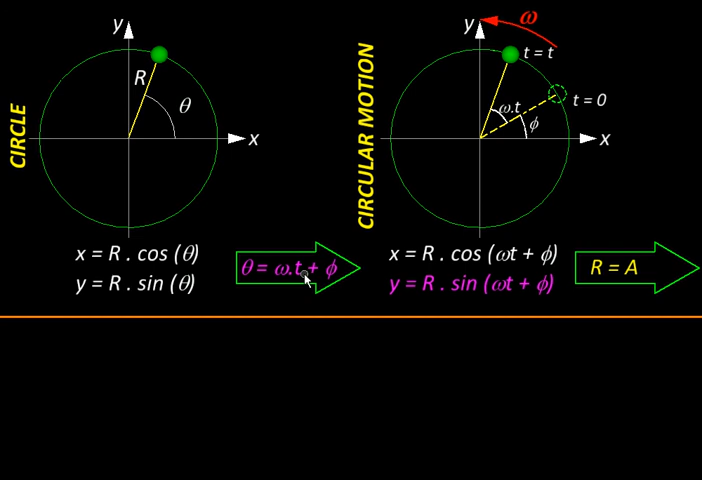 CIRCLE
y
R
θ
x
x = R . cos (θ)
y = R . sin (θ)
θ = ω.t + ϕ
CIRCULAR MOTION
ω
y
t = t
t = 0
ω.t
ϕ
x
x = R . cos (ωt + ϕ)
y = R . sin (ωt + ϕ)
R = A